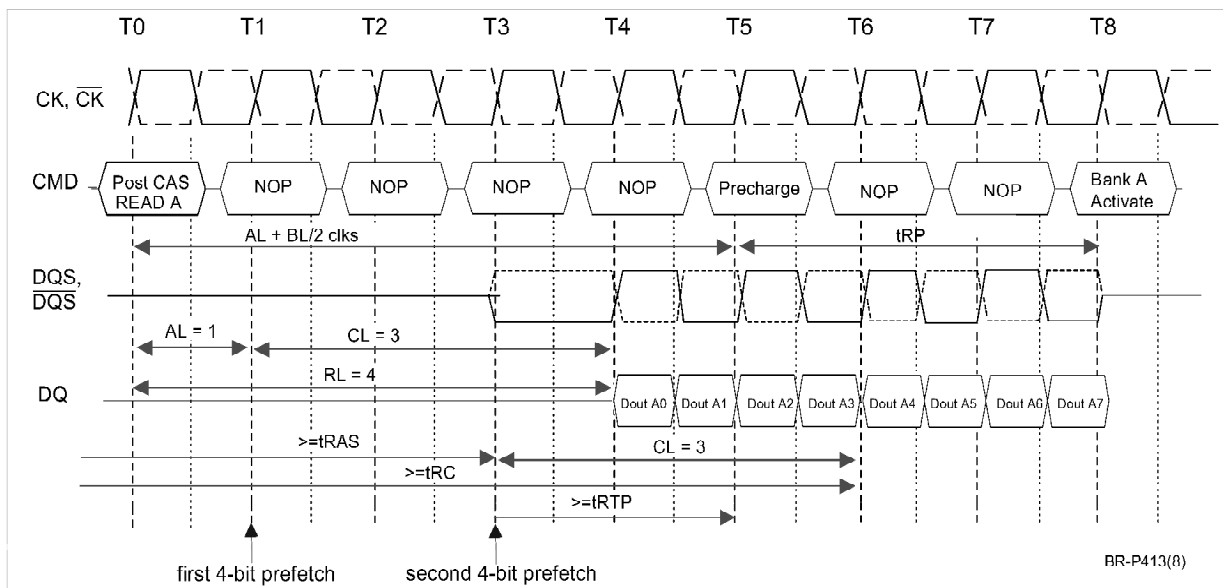 T0 T1 T2 T3 T4 T5 T6 T7 T8
CK, CK
CMD
Post CAS
READ A
NOP
NOP
NOP
NOP
Precharge
NOP
NOP
Bank A
Activate
AL + BL/2 clks
tRP
DQS,
DQS
AL = 1
CL = 3
RL = 4
DQ
Dout A0
Dout A1
Dout A2
Dout A3
Dout A4
Dout A5
Dout A6
Dout A7
>=tRAS
CL = 3
>=tRC
>=tRTP
first 4-bit prefetch
second 4-bit prefetch
BR-P413(8)